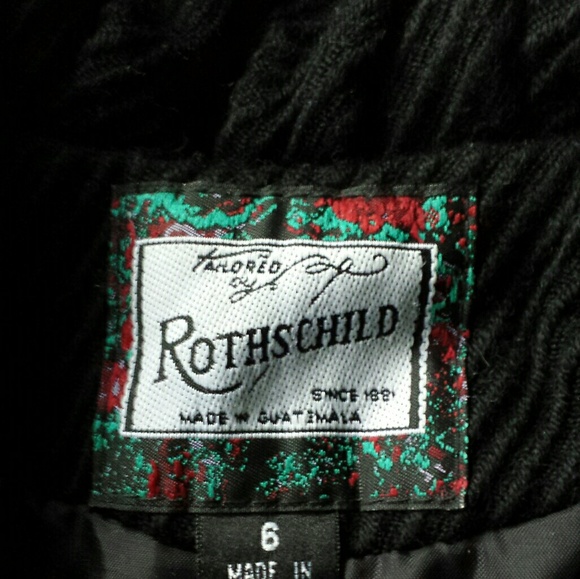 TAILORED
by
ROTHSCHILD
SINCE 1881
MADE IN GUATEMALA
6
MADE IN